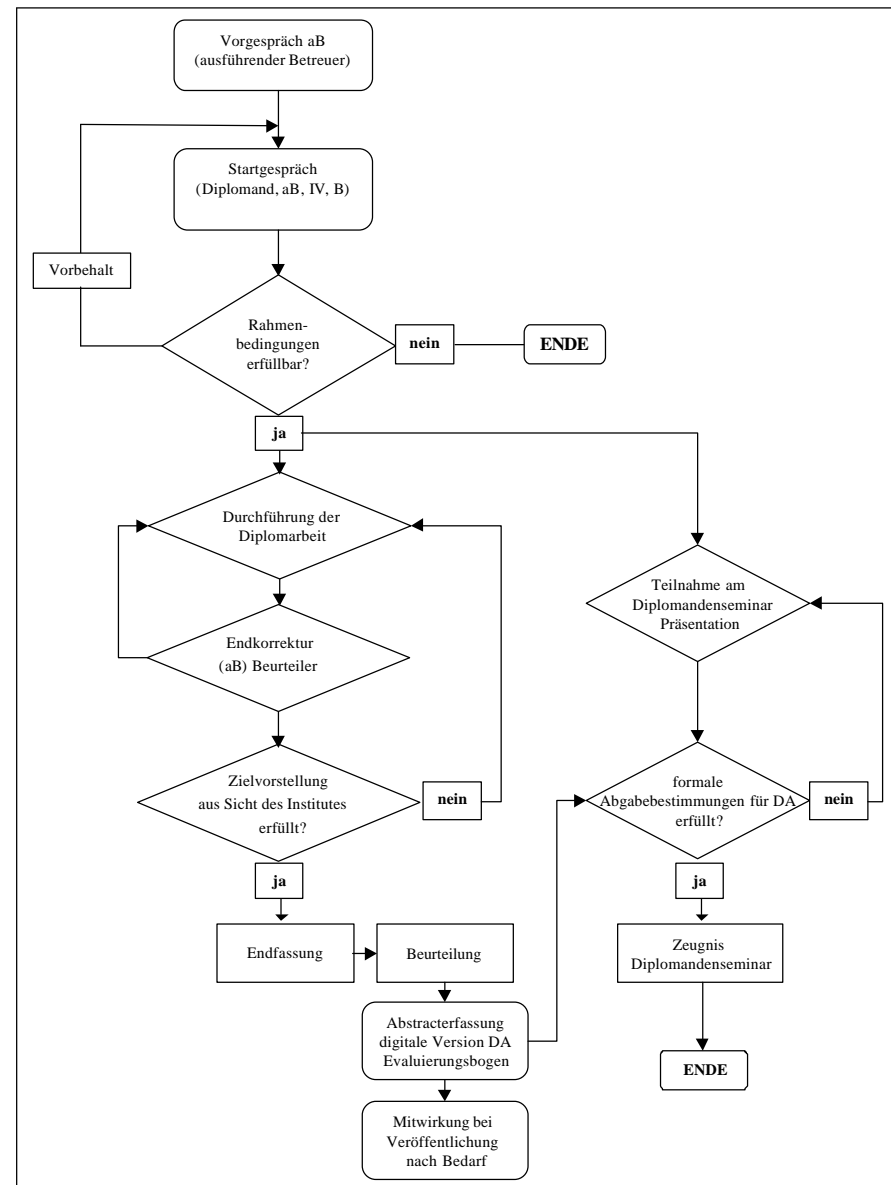 Vorgespräch aB
(ausführender Betreuer)
Startgespräch
(Diplomand, aB, IV, B)
Vorbehalt
Rahmen-
bedingungen
erfüllbar?
nein
ENDE
ja
Durchführung der
Diplomarbeit
Teilnahme am
Diplomandenseminar
Präsentation
Endkorrektur
(aB) Beurteiler
Zielvorstellung
aus Sicht des Institutes
erfüllt?
nein
formale
Abgabebestimmungen für DA
erfüllt?
nein
ja
ja
Endfassung
Beurteilung
Zeugnis
Diplomandenseminar
Abstracterfassung
digitale Version DA
Evaluierungsbogen
ENDE
Mitwirkung bei
Veröffentlichung
nach Bedarf